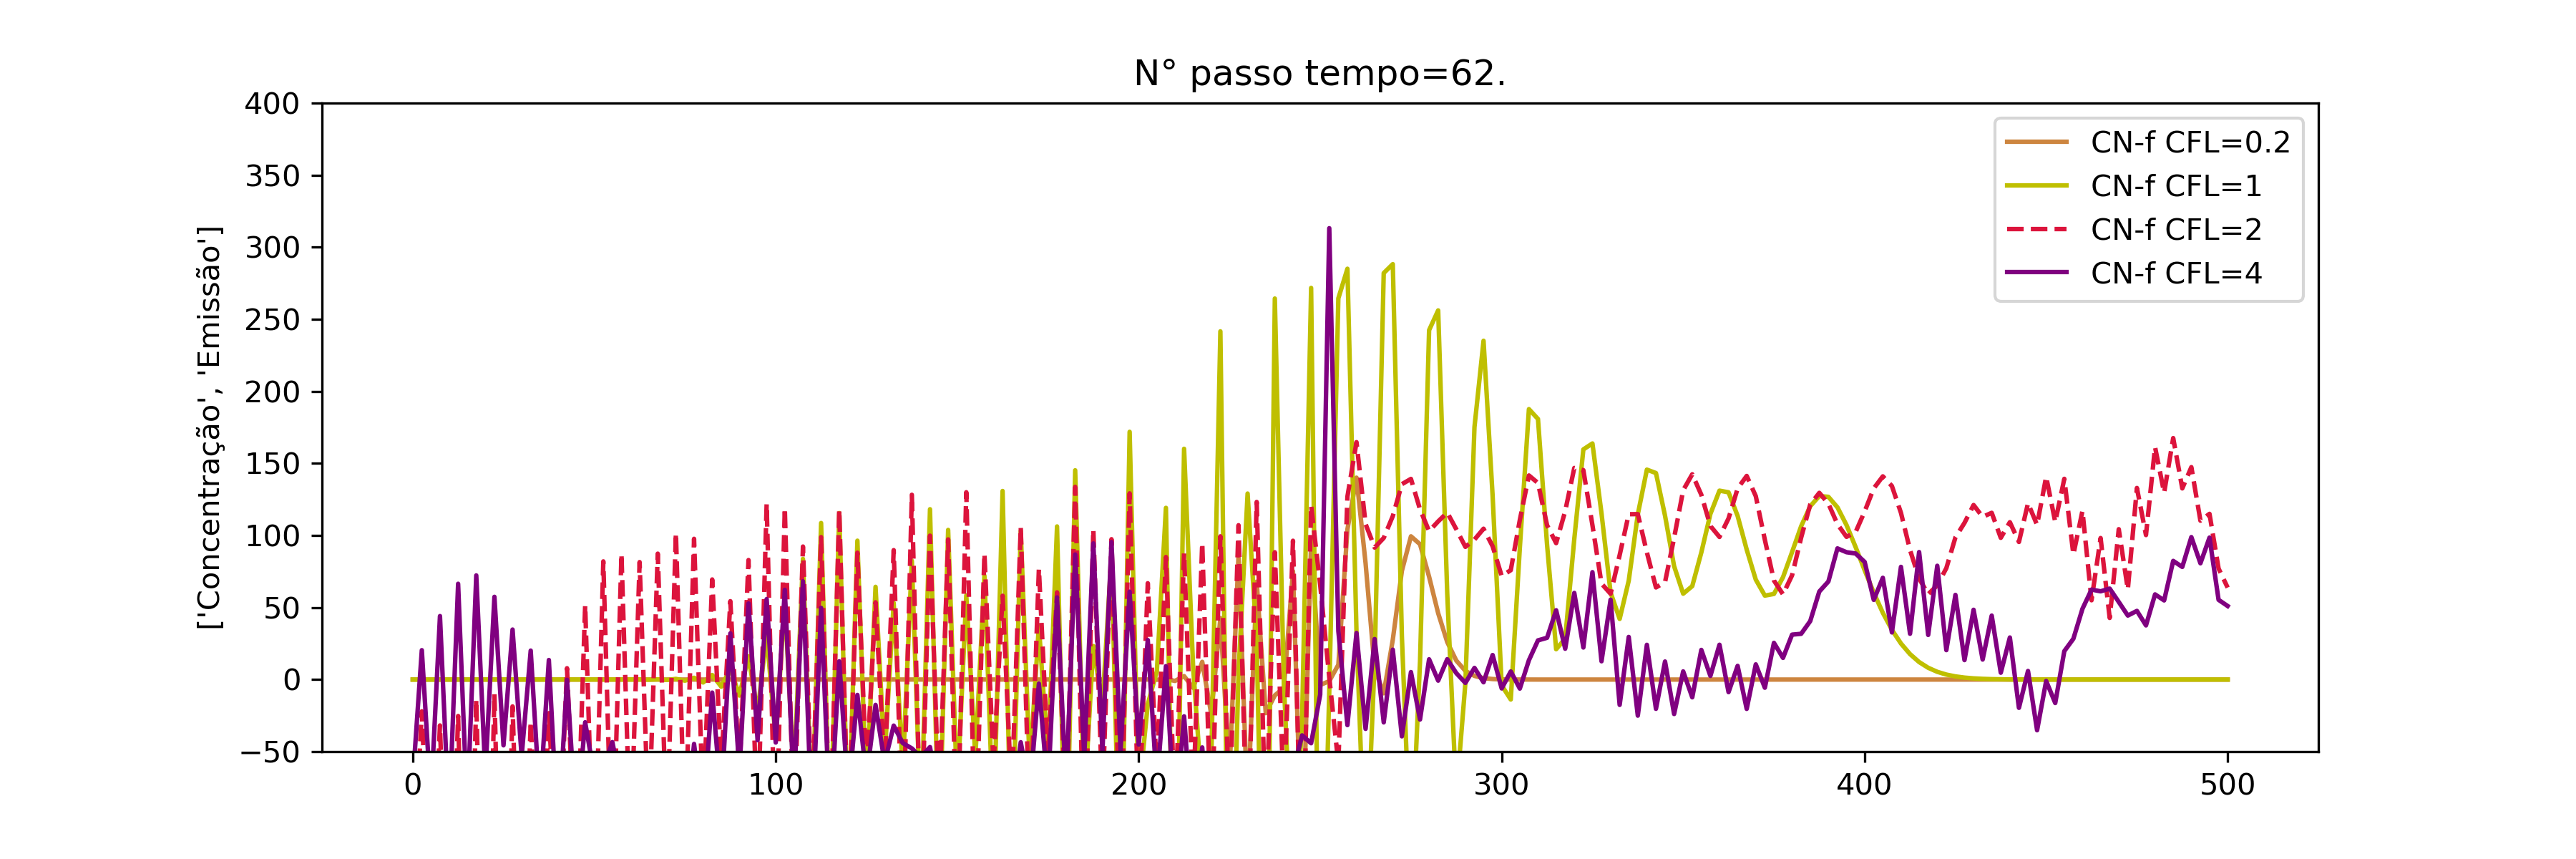 N° passo tempo=62.
['Concentração', 'Emissão']
400
350
300
250
200
150
100
50
0
−50
0 100 200 300 400 500
CN-f CFL=0.2
CN-f CFL=1
CN-f CFL=2
CN-f CFL=4